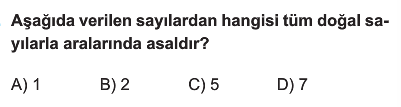 Aşağıda verilen sayılardan hangisi tüm doğal sa-
yılarla aralarında asaldır?
A) 1 B) 2 C) 5 D) 7